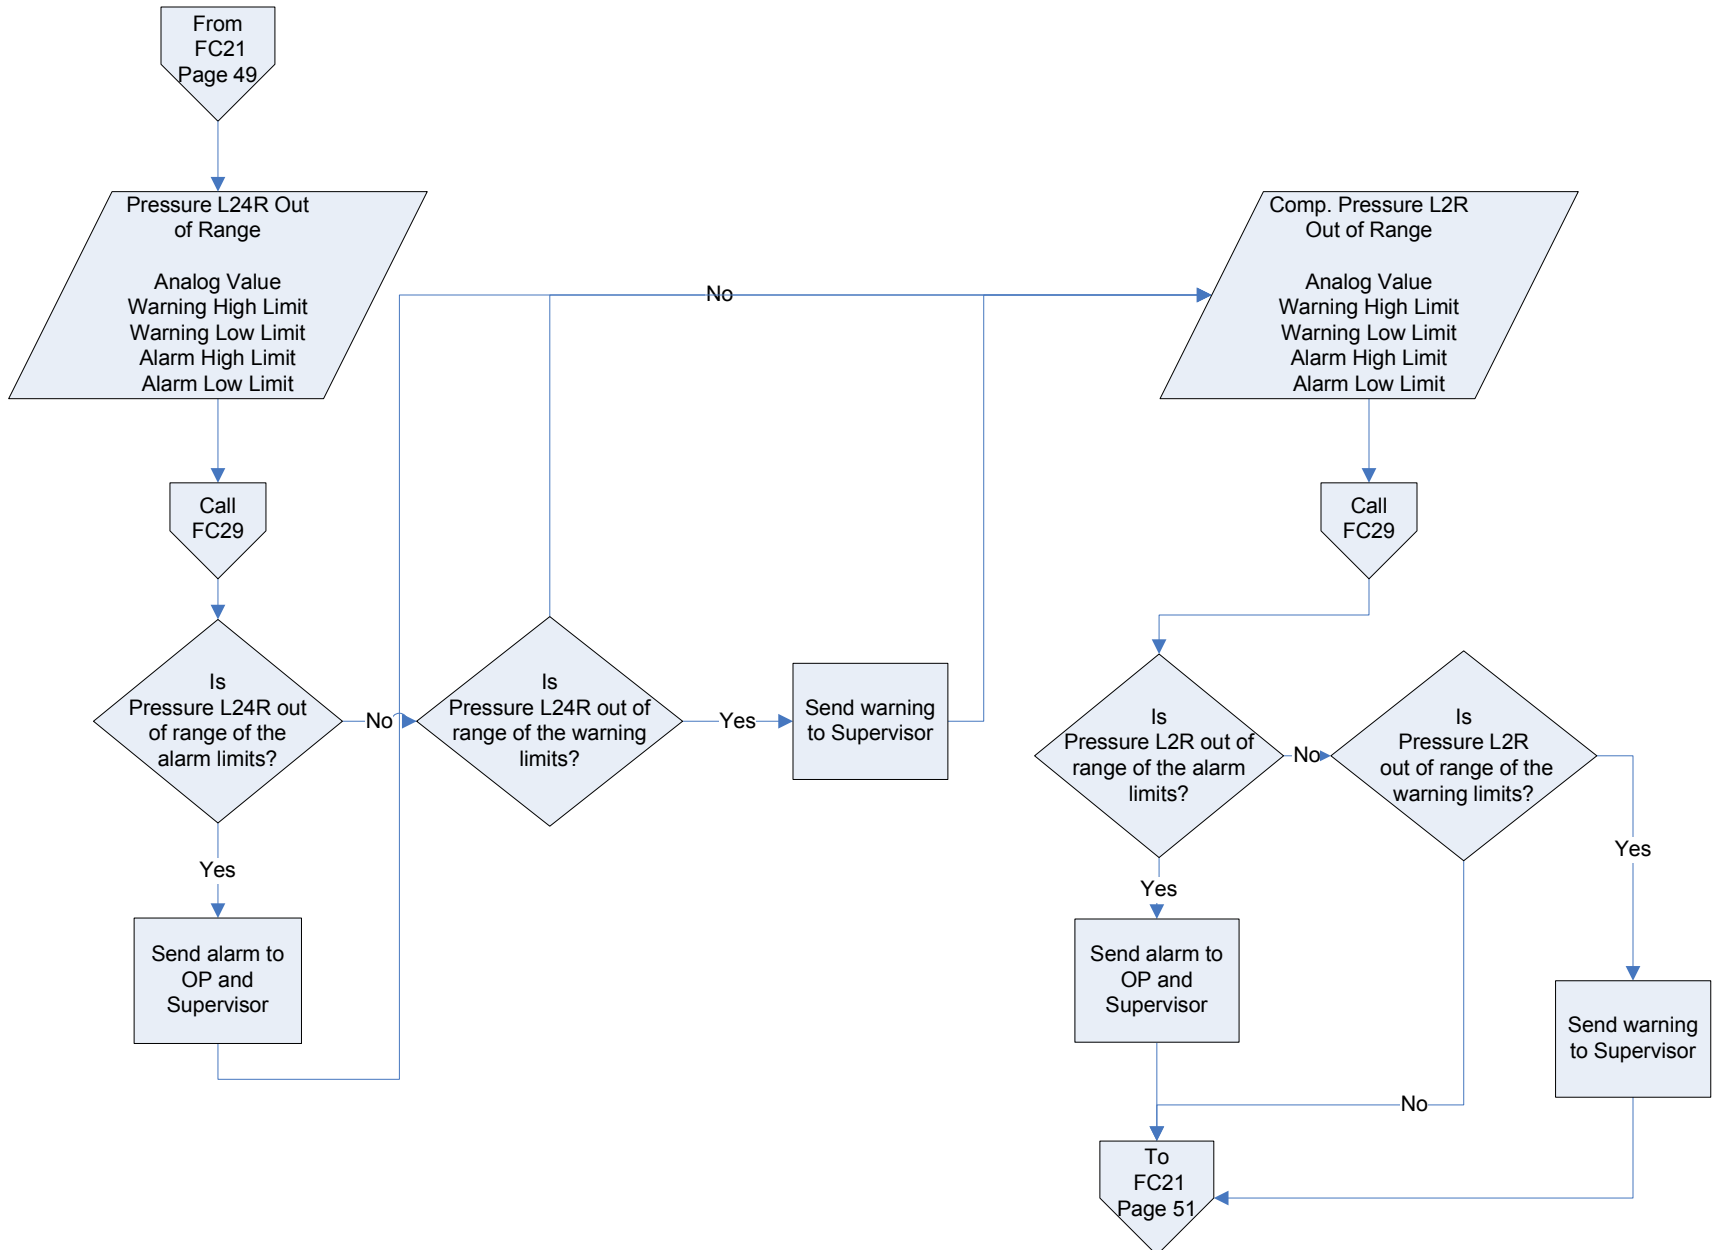 From
FC21
Page 49
Pressure L24R Out
of Range
Analog Value
Warning High Limit
Warning Low Limit
Alarm High Limit
Alarm Low Limit
Call
FC29
Is
Pressure L24R out
of range of the
alarm limits?
No
Yes
Send alarm to
OP and
Supervisor
Is
Pressure L24R out of
range of the warning
limits?
No
Yes
Send warning
to Supervisor
Comp. Pressure L2R
Out of Range
Analog Value
Warning High Limit
Warning Low Limit
Alarm High Limit
Alarm Low Limit
Call
FC29
Is
Pressure L2R out of
range of the alarm
limits?
No
Yes
Send alarm to
OP and
Supervisor
Is
Pressure L2R
out of range of the
warning limits?
Yes
No
Send warning
to Supervisor
To
FC21
Page 51